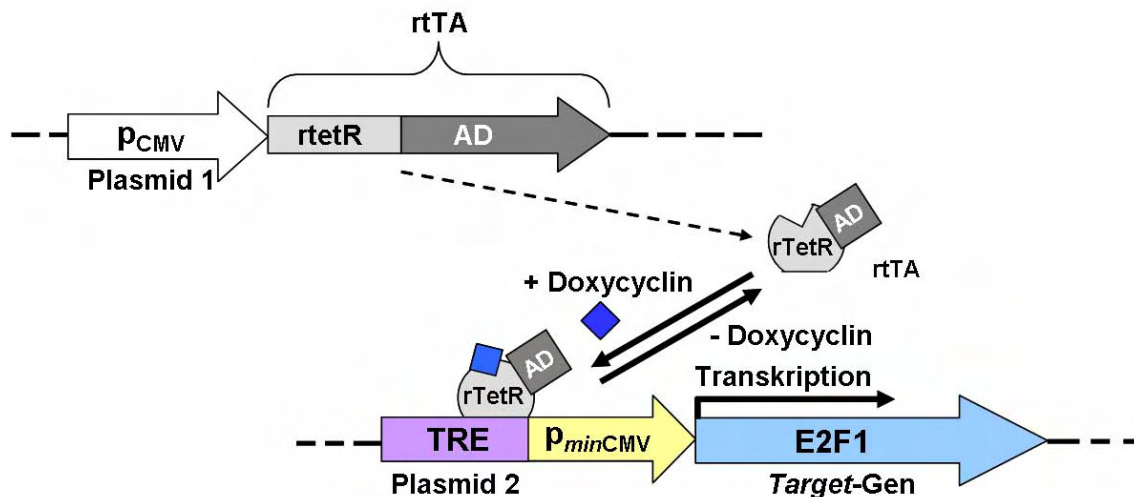 rtTA
pCMV
rtetR
AD
Plasmid 1
AD
rTetR
rtTA
+ Doxycyclin
- Doxycyclin
AD
rTetR
Transkription
TRE
pminCMV
E2F1
Plasmid 2
Target-Gen